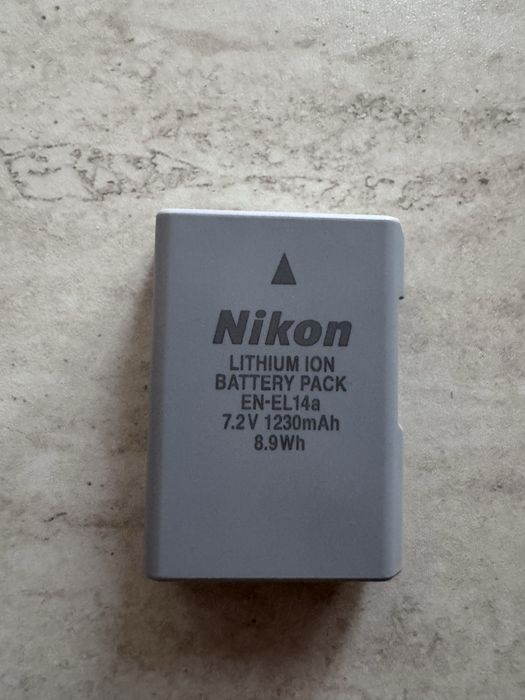 Nikon
LITHIUM ION
BATTERY PACK
EN-EL14a
7.2V 1230mAh
8.9Wh